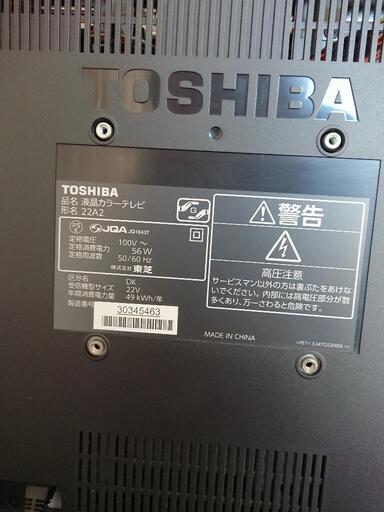 TOSHIBA
TOSHIBA
品名 液晶カラーテレビ
形名 22A2
G
PS
E
JQA JQ10437
定格電圧 100V～
定格消費電力 56W
定格周波数 50/60Hz
株式会社 東芝
区分名 DK
受信機型サイズ 22V
年間消費電力量 49 kWh/年
製造番号
30345463
警告
高圧注意
サービスマン以外の方は裏ぶたをあけないでください。内部には高電圧部分が数多くあり、万一さわると危険です。
MADE IN CHINA